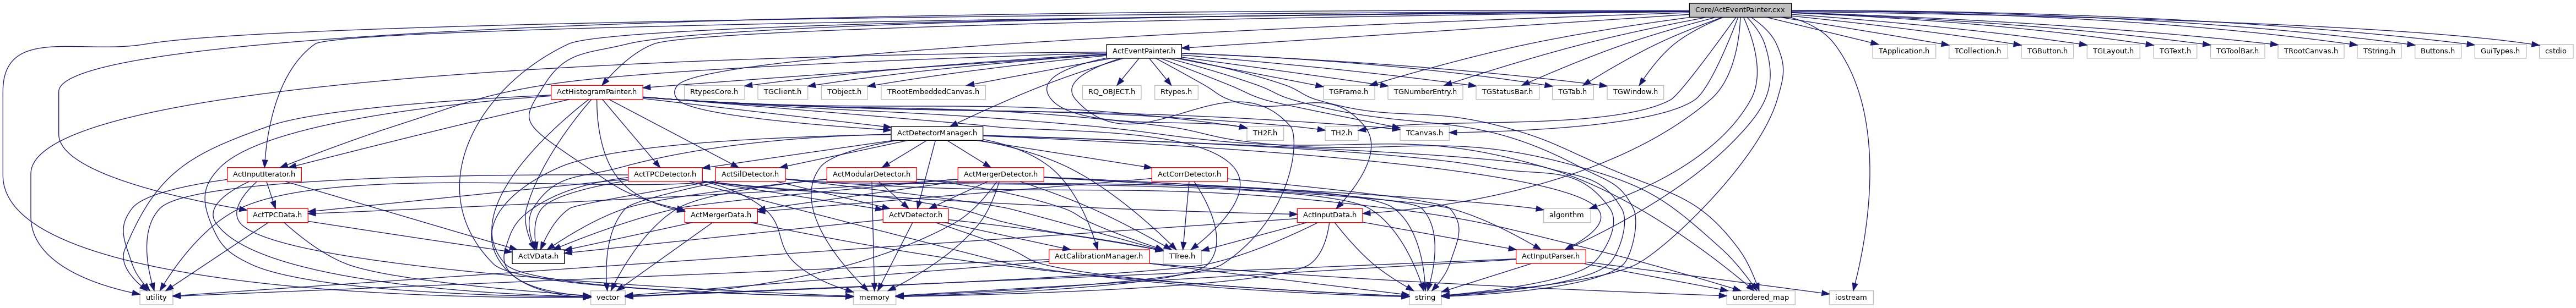 Core/ActEventPainter.cxx
ActEventPainter.h
TApplication.h
TCollection.h
TGButton.h
TGLayout.h
TGText.h
TGToolBar.h
TRootCanvas.h
TString.h
Buttons.h
GuiTypes.h
cstdio
ActHistogramPainter.h
RtypesCore.h
TGClient.h
TObject.h
TRootEmbeddedCanvas.h
RQ_OBJECT.h
Rtypes.h
TGFrame.h
TGNumberEntry.h
TGStatusBar.h
TGTab.h
TGWindow.h
ActDetectorManager.h
TH2F.h
TH2.h
TCanvas.h
ActInputIterator.h
ActTPCDetector.h
ActSilDetector.h
ActModularDetector.h
ActMergerDetector.h
ActCorrDetector.h
ActTPCData.h
ActMergerData.h
ActVDetector.h
ActInputData.h
algorithm
ActVData.h
ActCalibrationManager.h
TTree.h
ActInputParser.h
utility
vector
memory
string
unordered_map
iostream